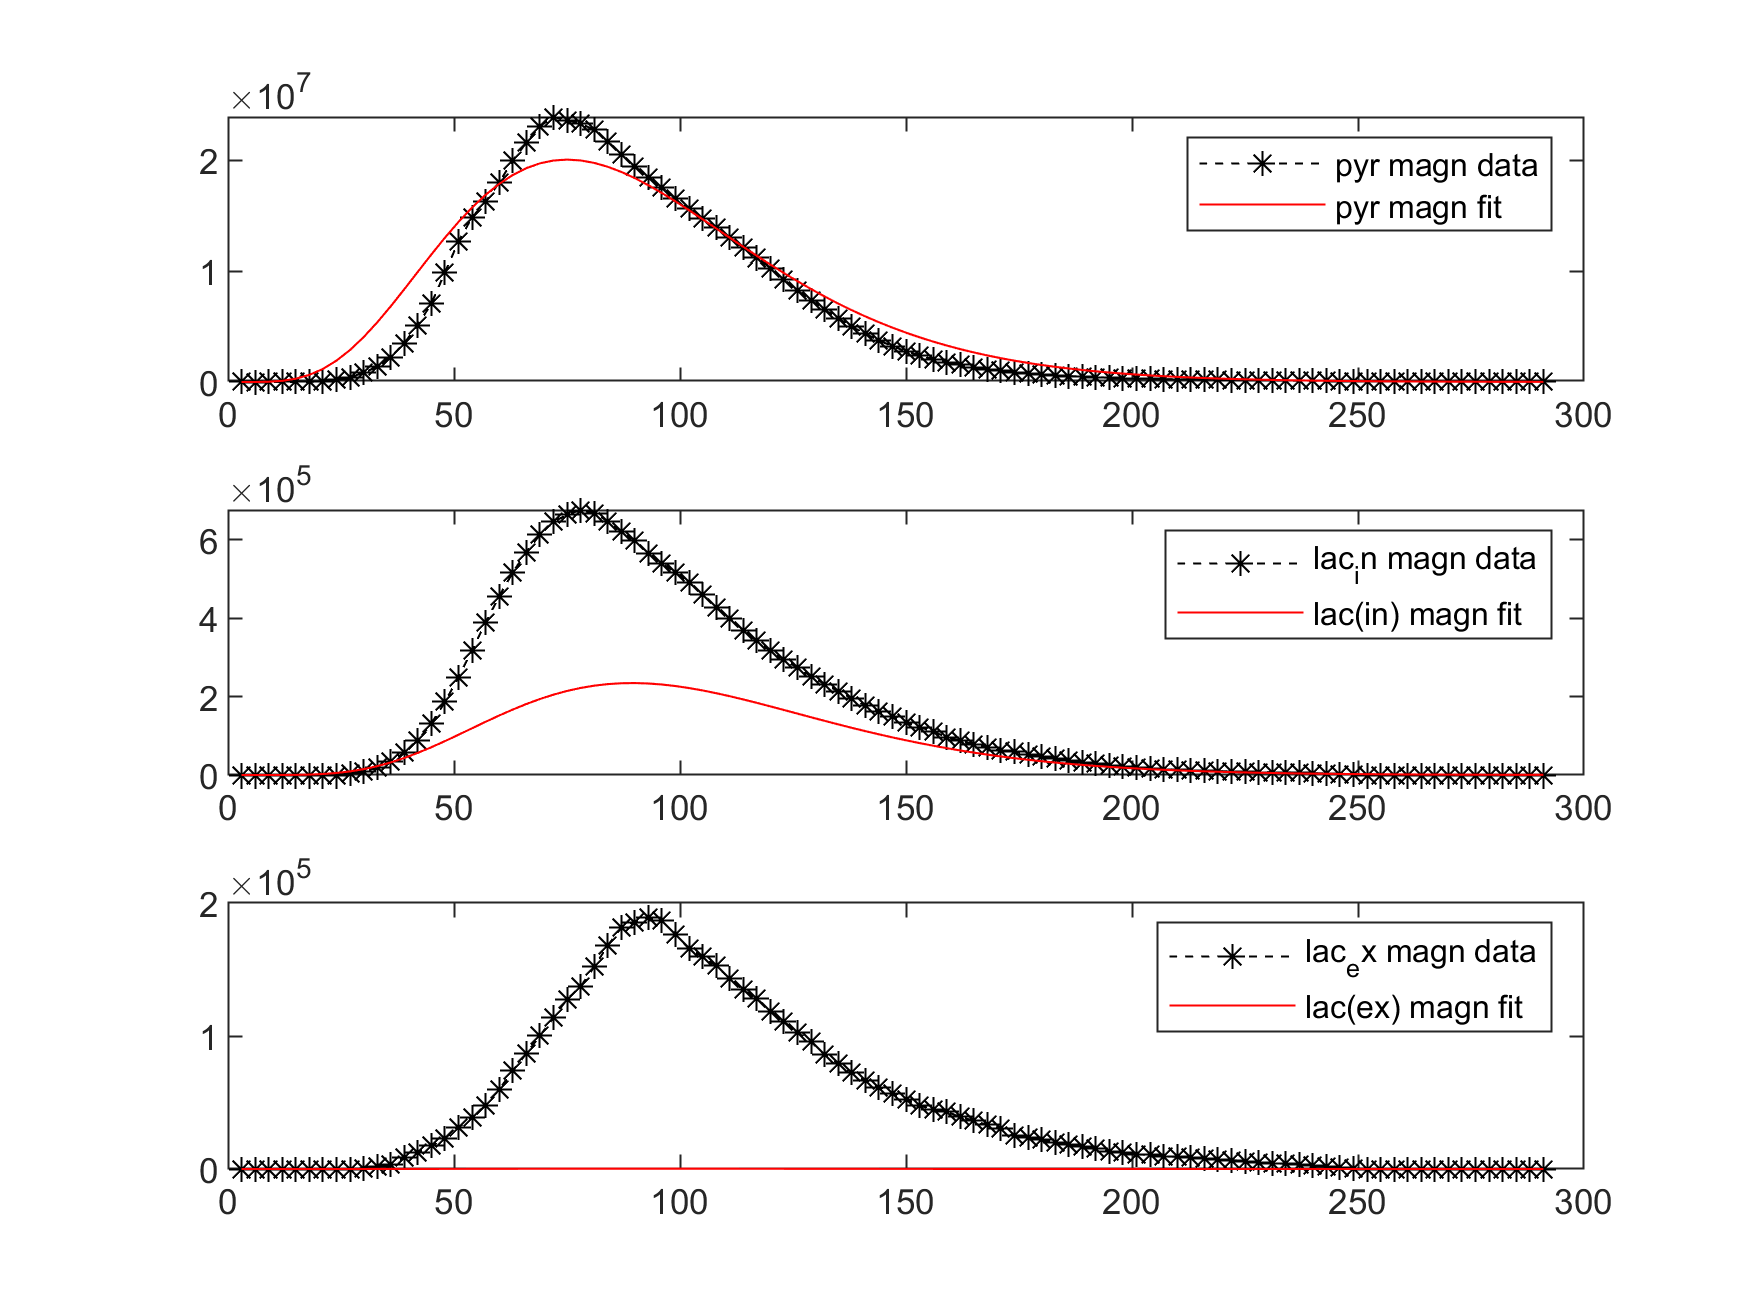 ×10^7
2
1
0
0 50 100 150 200 250 300
pyr magn data
pyr magn fit
×10^5
6
4
2
0
0 50 100 150 200 250 300
lac_in magn data
lac(in) magn fit
×10^5
2
1
0
0 50 100 150 200 250 300
lac_ex magn data
lac(ex) magn fit